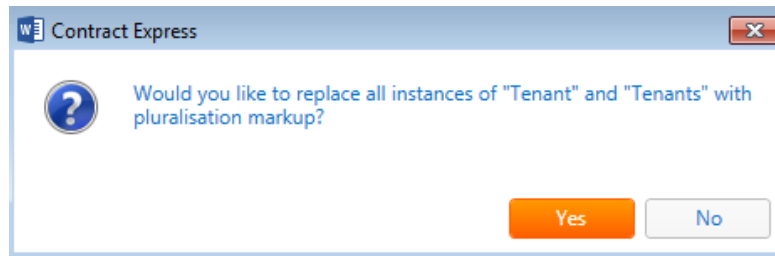 Contract Express
Would you like to replace all instances of "Tenant" and "Tenants" with
pluralisation markup?
Yes
No